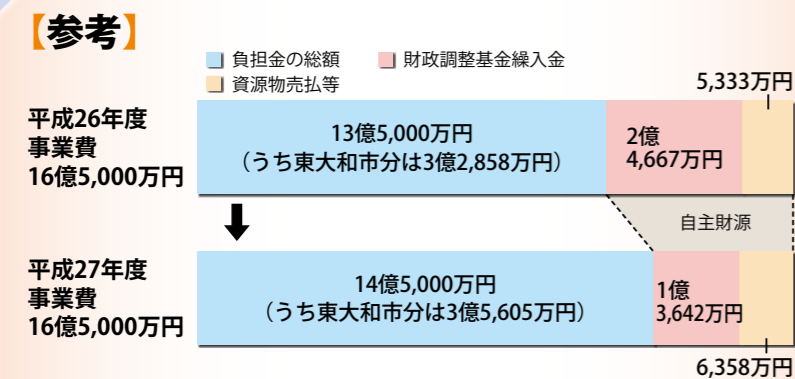 【参考】
負担金の総額
財政調整基金繰入金
資源物売払等
5,333万円
平成26年度
事業費
16億5,000万円
13億5,000万円
（うち東大和市分は3億2,858万円）
2億
4,667万円
自主財源
平成27年度
事業費
16億5,000万円
14億5,000万円
（うち東大和市分は3億5,605万円）
1億
3,642万円
6,358万円